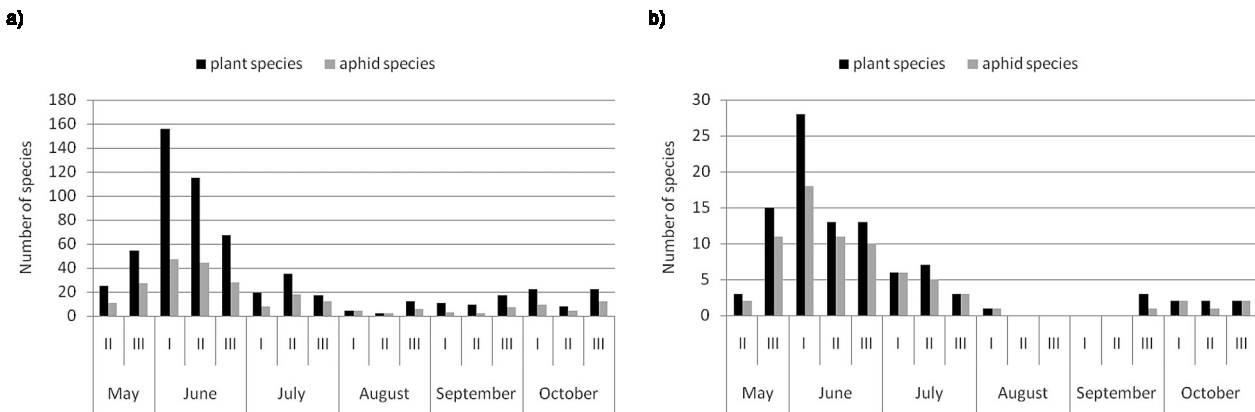 a)
plant species aphid species
Number of species
180
160
140
120
100
80
60
40
20
0
II III I II III I II III I II III I II III I II III
May June July August September October
b)
plant species aphid species
Number of species
30
25
20
15
10
5
0
II III I II III I II III I II III I II III I II III
May June July August September October